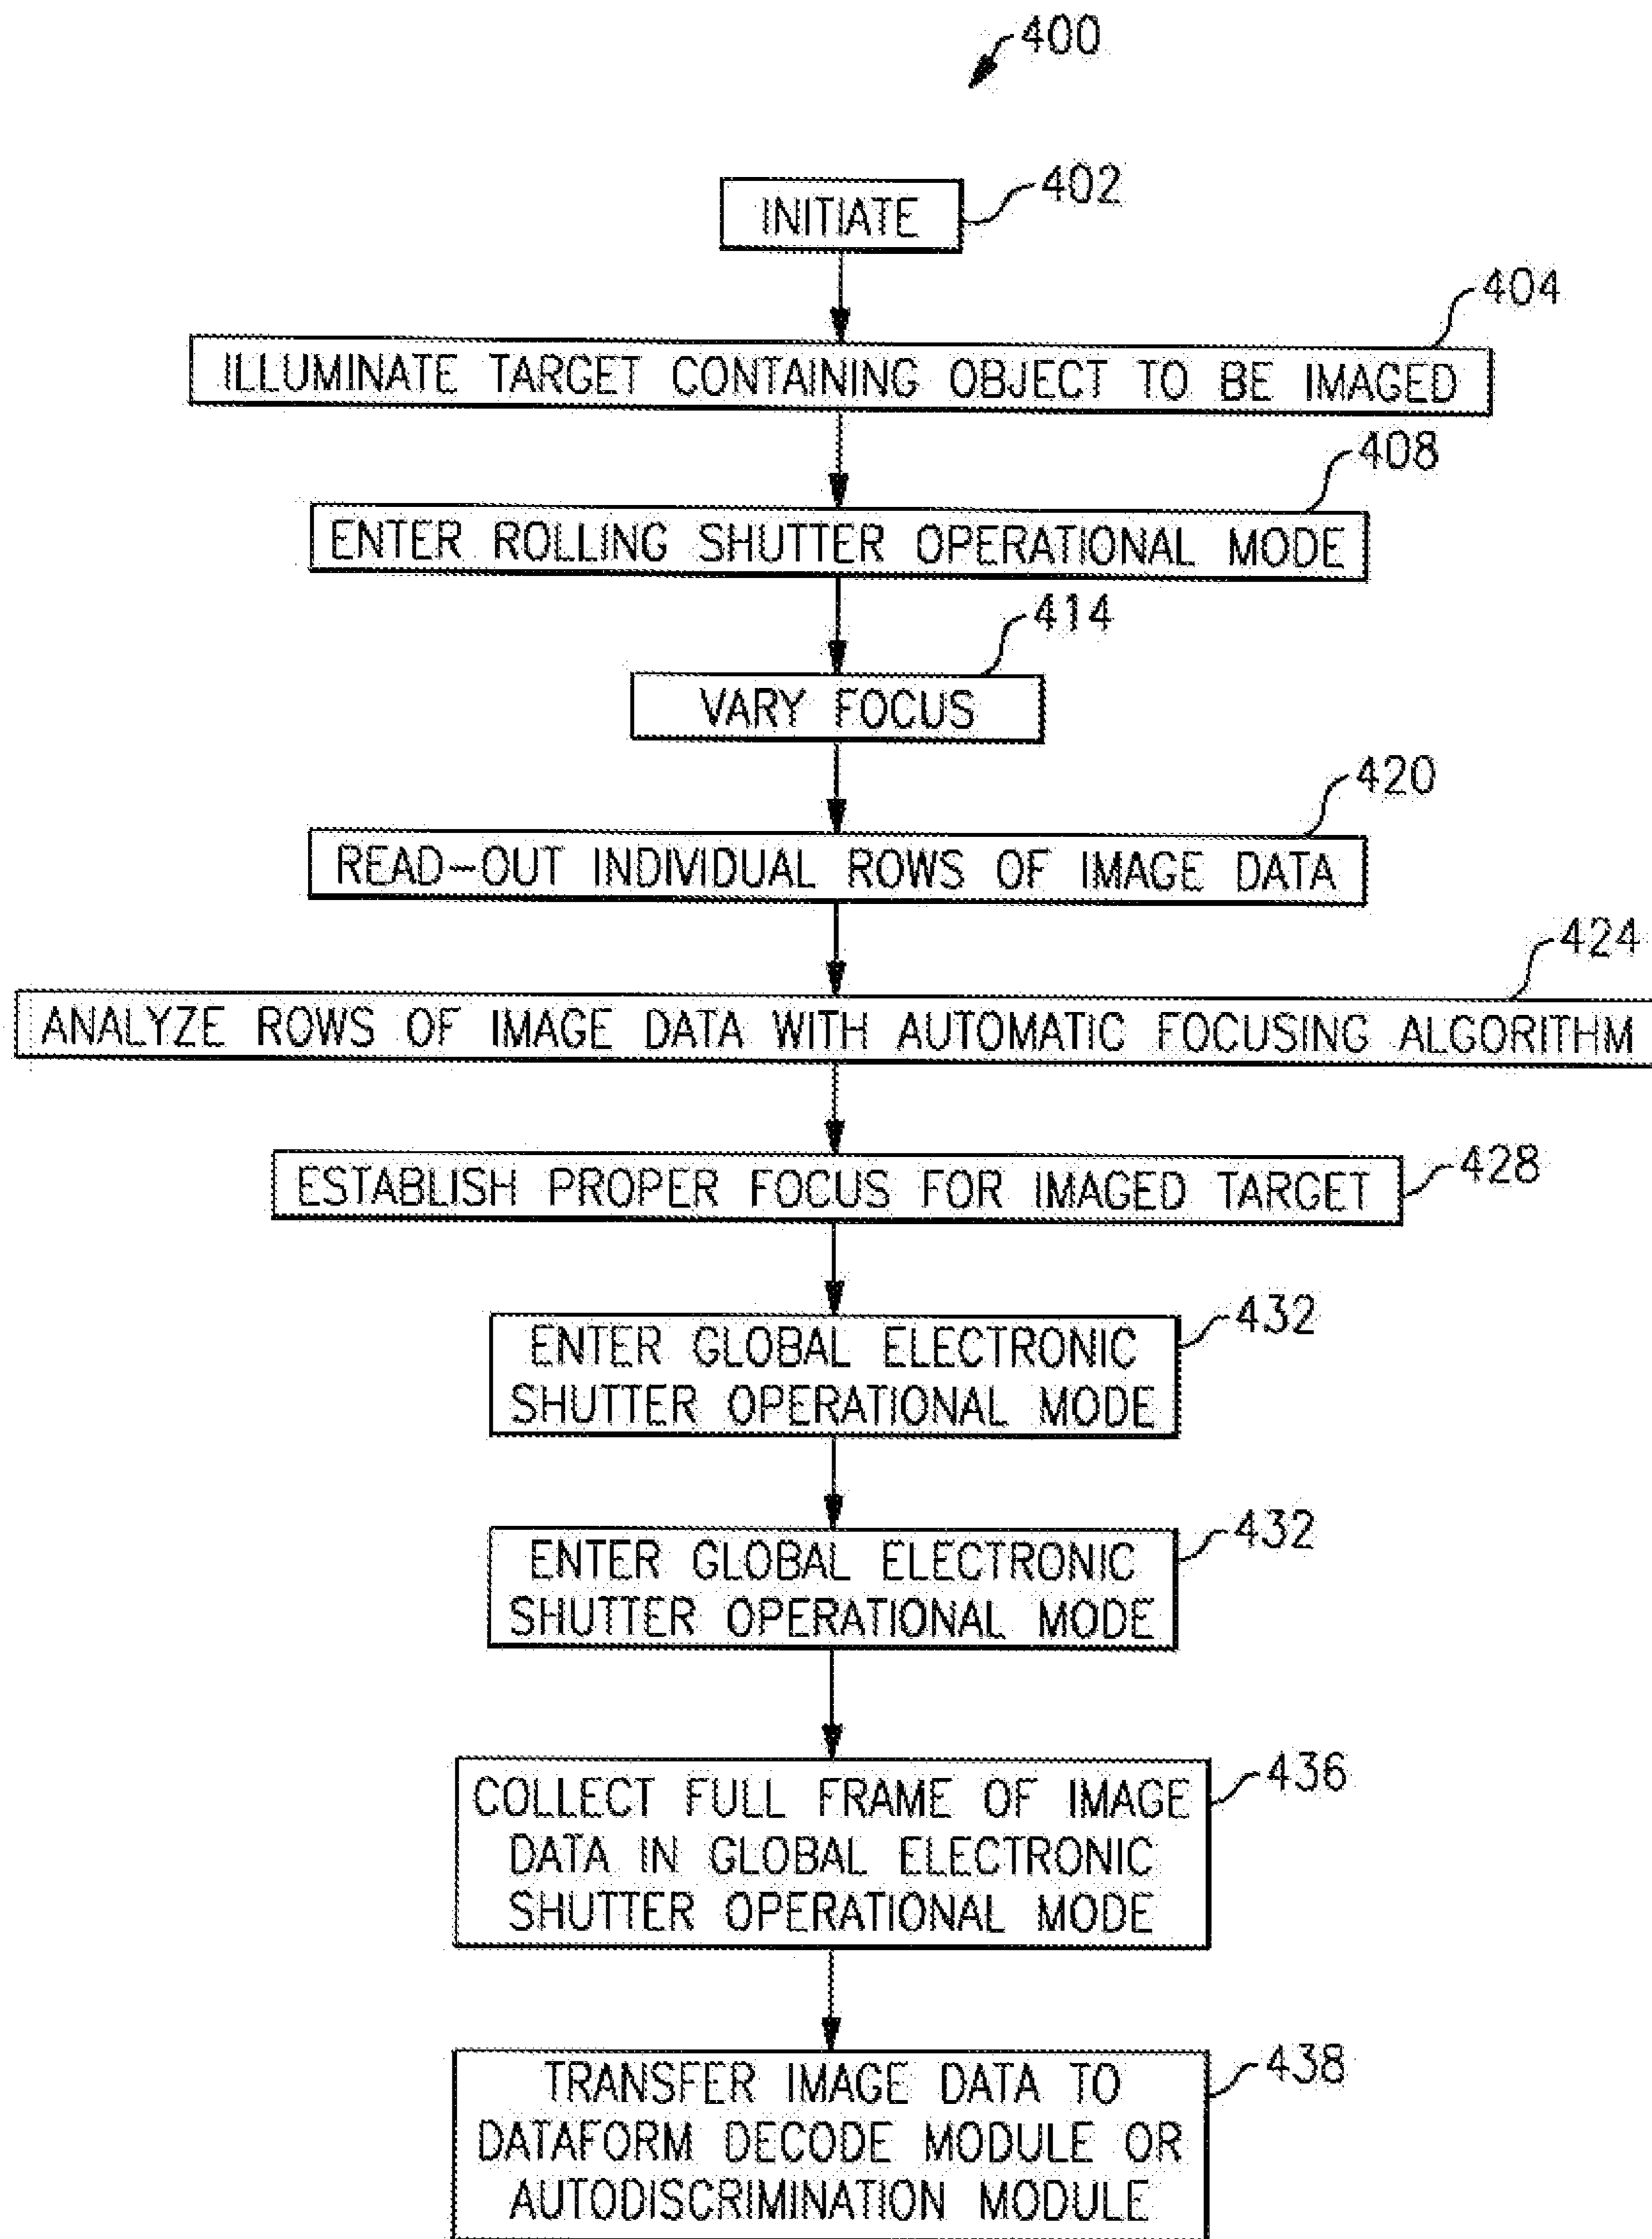 400
402
INITIATE
404
ILLUMINATE TARGET CONTAINING OBJECT TO BE IMAGED
408
ENTER ROLLING SHUTTER OPERATIONAL MODE
414
VARY FOCUS
420
READ-OUT INDIVIDUAL ROWS OF IMAGE DATA
424
ANALYZE ROWS OF IMAGE DATA WITH AUTOMATIC FOCUSING ALGORITHM
ESTABLISH PROPER FOCUS FOR IMAGED TARGET
428
ENTER GLOBAL ELECTRONIC
SHUTTER OPERATIONAL MODE
432
ENTER GLOBAL ELECTRONIC
SHUTTER OPERATIONAL MODE
432
COLLECT FULL FRAME OF IMAGE
DATA IN GLOBAL ELECTRONIC
SHUTTER OPERATIONAL MODE
436
TRANSFER IMAGE DATA TO
DATAFORM DECODE MODULE OR
AUTODISCRIMINATION MODULE
438